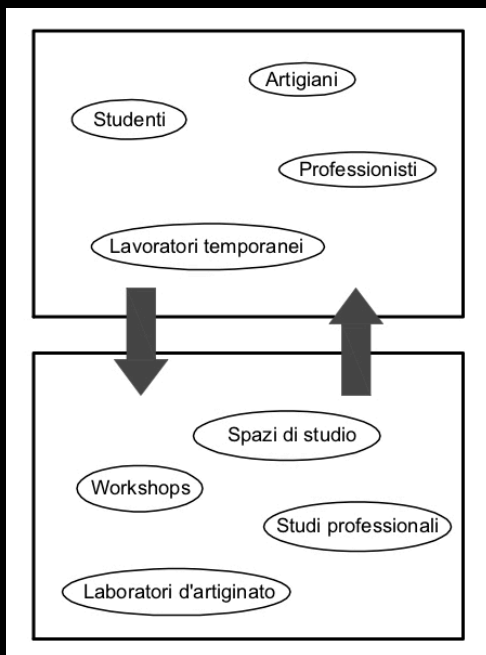 Artigiani
Studenti
Professionisti
Lavoratori temporanei
Spazi di studio
Workshops
Studi professionali
Laboratori d'artiginato